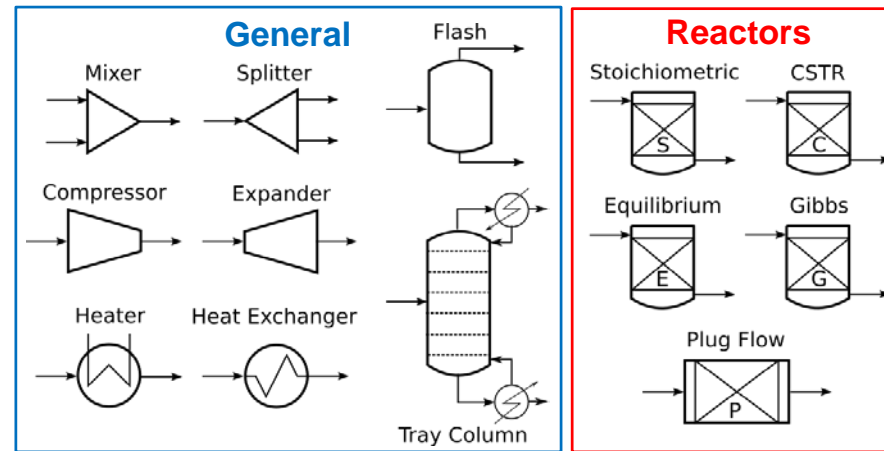 General
Flash
Mixer
Splitter
Compressor
Expander
Heater
Heat Exchanger
Tray Column
Reactors
Stoichiometric
CSTR
S
C
Equilibrium
Gibbs
E
G
Plug Flow
P